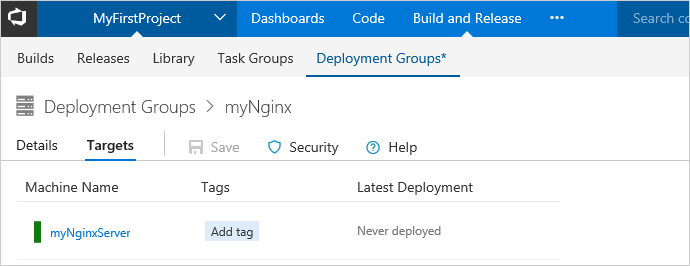 MyFirstProject Dashboards Code Build and Release ••• Search co
Builds Releases Library Task Groups Deployment Groups*
Deployment Groups > myNginx
Details Targets Save Security ? Help
Machine Name Tags Latest Deployment
myNginxServer Add tag Never deployed